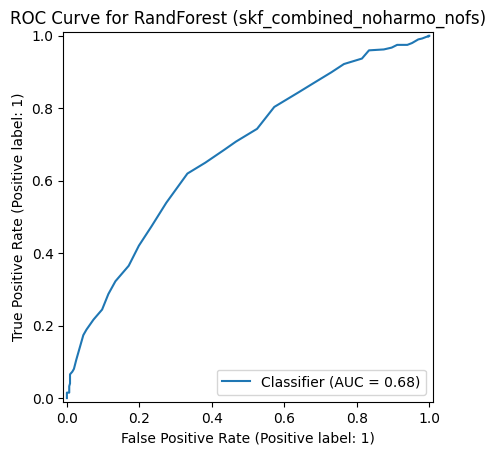 ROC Curve for RandForest (skf_combined_noharmo_nofs)
1.0
0.8
0.6
0.4
0.2
0.0
True Positive Rate (Positive label: 1)
Classifier (AUC = 0.68)
0.0 0.2 0.4 0.6 0.8 1.0
False Positive Rate (Positive label: 1)